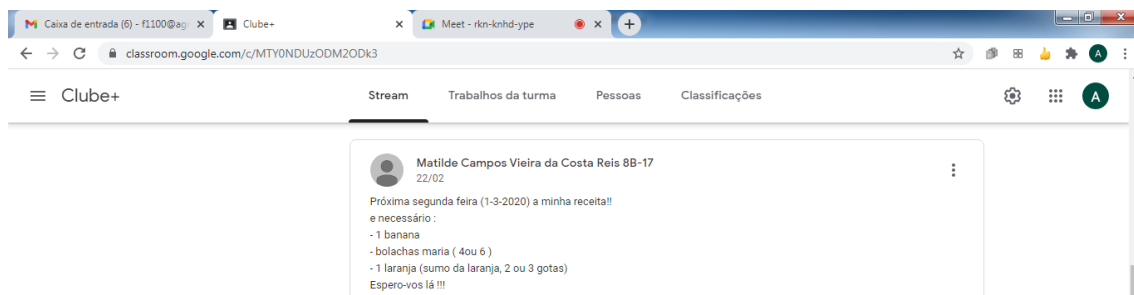 Caixa de entrada (6) - f1100@ag
Clube+
Meet - rkn-knhd-ype
classroom.google.com/c/MTY0NDUzODM2ODk3
A
Clube+
Stream
Trabalhos da turma
Pessoas
Classificações
A
Matilde Campos Vieira da Costa Reis 8B-17
22/02
Próxima segunda feira (1-3-2020) a minha receita!!
e necessário :
- 1 banana
- bolachas maria ( 4ou 6 )
- 1 laranja (sumo da laranja, 2 ou 3 gotas)
Espero-vos lá !!!